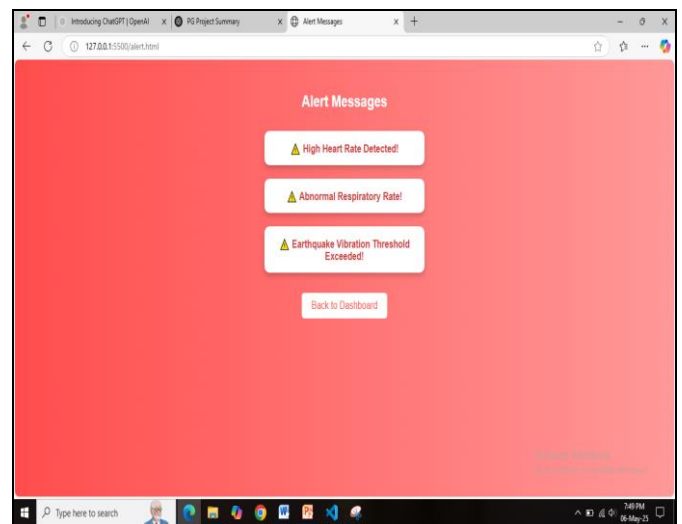 Introducing ChatGPT | OpenAI
PG Project Summary
Alert Messages
127.0.0.1:5500/alert.html
Alert Messages
⚠ High Heart Rate Detected!
⚠ Abnormal Respiratory Rate!
⚠ Earthquake Vibration Threshold
Exceeded!
Back to Dashboard
Type here to search
7:49 PM
06-May-25